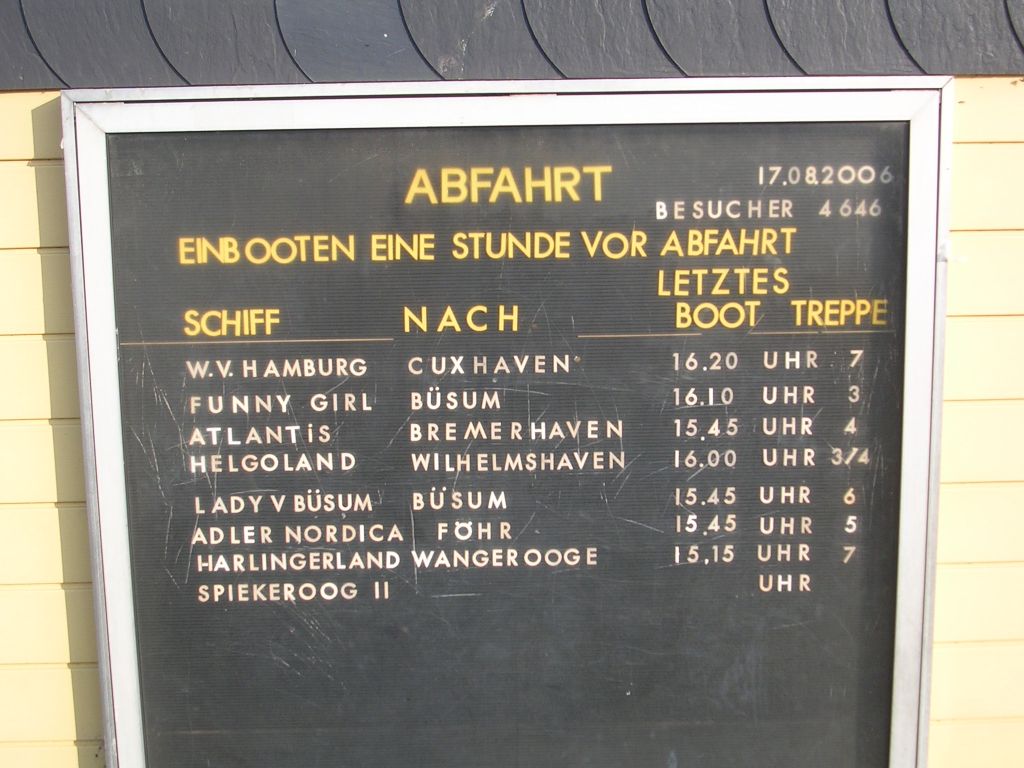 ABFAHRT 17.08.2006
BESUCHER 4646
EINBOOTEN EINE STUNDE VOR ABFAHRT
LETZTES
SCHIFF NACH BOOT TREPPE
W.V. HAMBURG CUXHAVEN 16.20 UHR 7
FUNNY GIRL BÜSUM 16.10 UHR 3
ATLANTiS BREMERHAVEN 15.45 UHR 4
HELGOLAND WILHELMSHAVEN 16.00 UHR 3/4
LADY V BÜSUM BÜSUM 15.45 UHR 6
ADLER NORDICA FÖHR 15.45 UHR 5
HARLINGERLAND WANGEROOGE 15.15 UHR 7
SPIEKEROOG II UHR